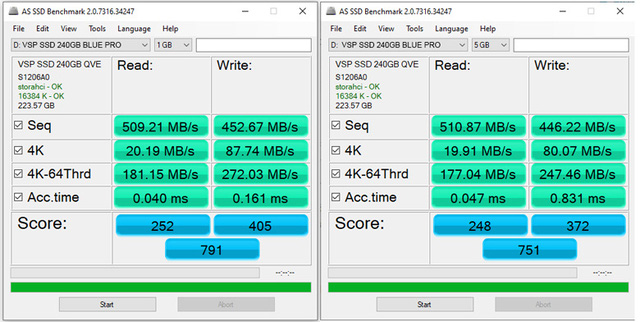 AS SSD Benchmark 2.0.7316.34247
File Edit View Tools Language Help
D: VSP SSD 240GB BLUE PRO 1 GB
VSP SSD 240GB QVE
S1206A0
storahci - OK
16384 K - OK
223.57 GB
Read: Write:
Seq 509.21 MB/s 452.67 MB/s
4K 20.19 MB/s 87.74 MB/s
4K-64Thrd 181.15 MB/s 272.03 MB/s
Acc.time 0.040 ms 0.161 ms
Score: 252 405
791
--:--:--
Start Abort
AS SSD Benchmark 2.0.7316.34247
File Edit View Tools Language Help
D: VSP SSD 240GB BLUE PRO 5 GB
VSP SSD 240GB QVE
S1206A0
storahci - OK
16384 K - OK
223.57 GB
Read: Write:
Seq 510.87 MB/s 446.22 MB/s
4K 19.91 MB/s 80.07 MB/s
4K-64Thrd 177.04 MB/s 247.46 MB/s
Acc.time 0.047 ms 0.831 ms
Score: 248 372
751
--:--:--
Start Abort